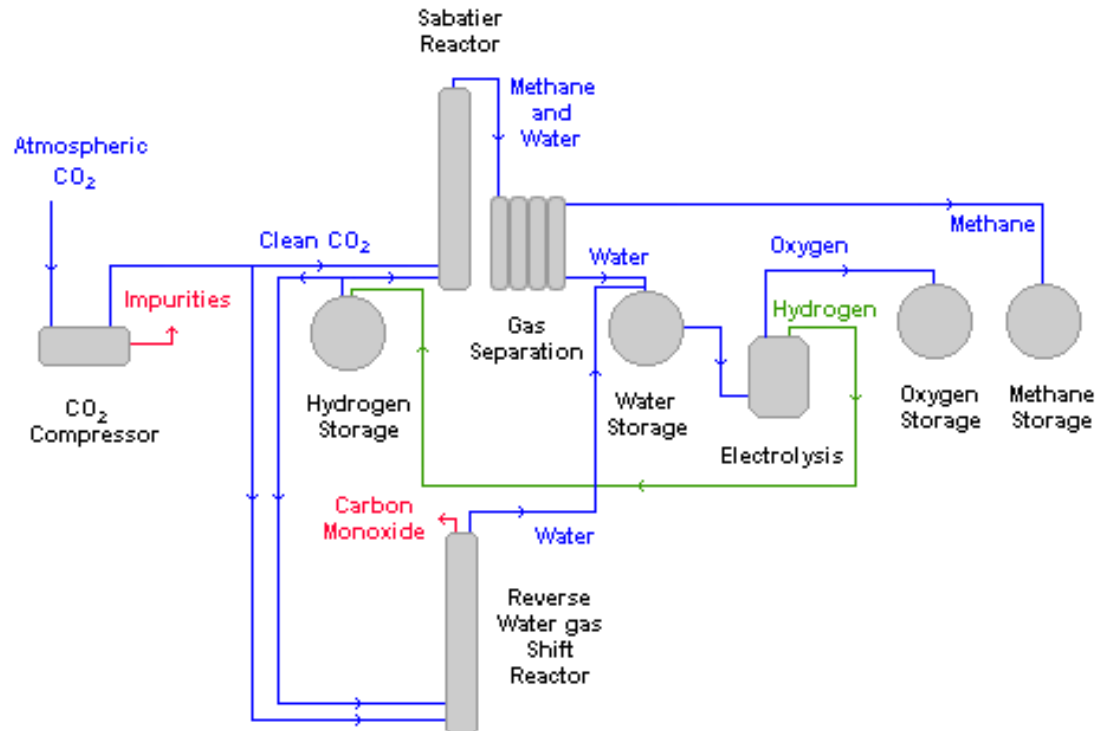 Sabatier
Reactor
Methane
and
Water
Atmospheric
CO₂
Clean CO₂
Impurities
CO₂
Compressor
Hydrogen
Storage
Gas
Separation
Water
Water
Storage
Oxygen
Hydrogen
Electrolysis
Methane
Oxygen
Storage
Methane
Storage
Carbon
Monoxide
Water
Reverse
Water gas
Shift
Reactor